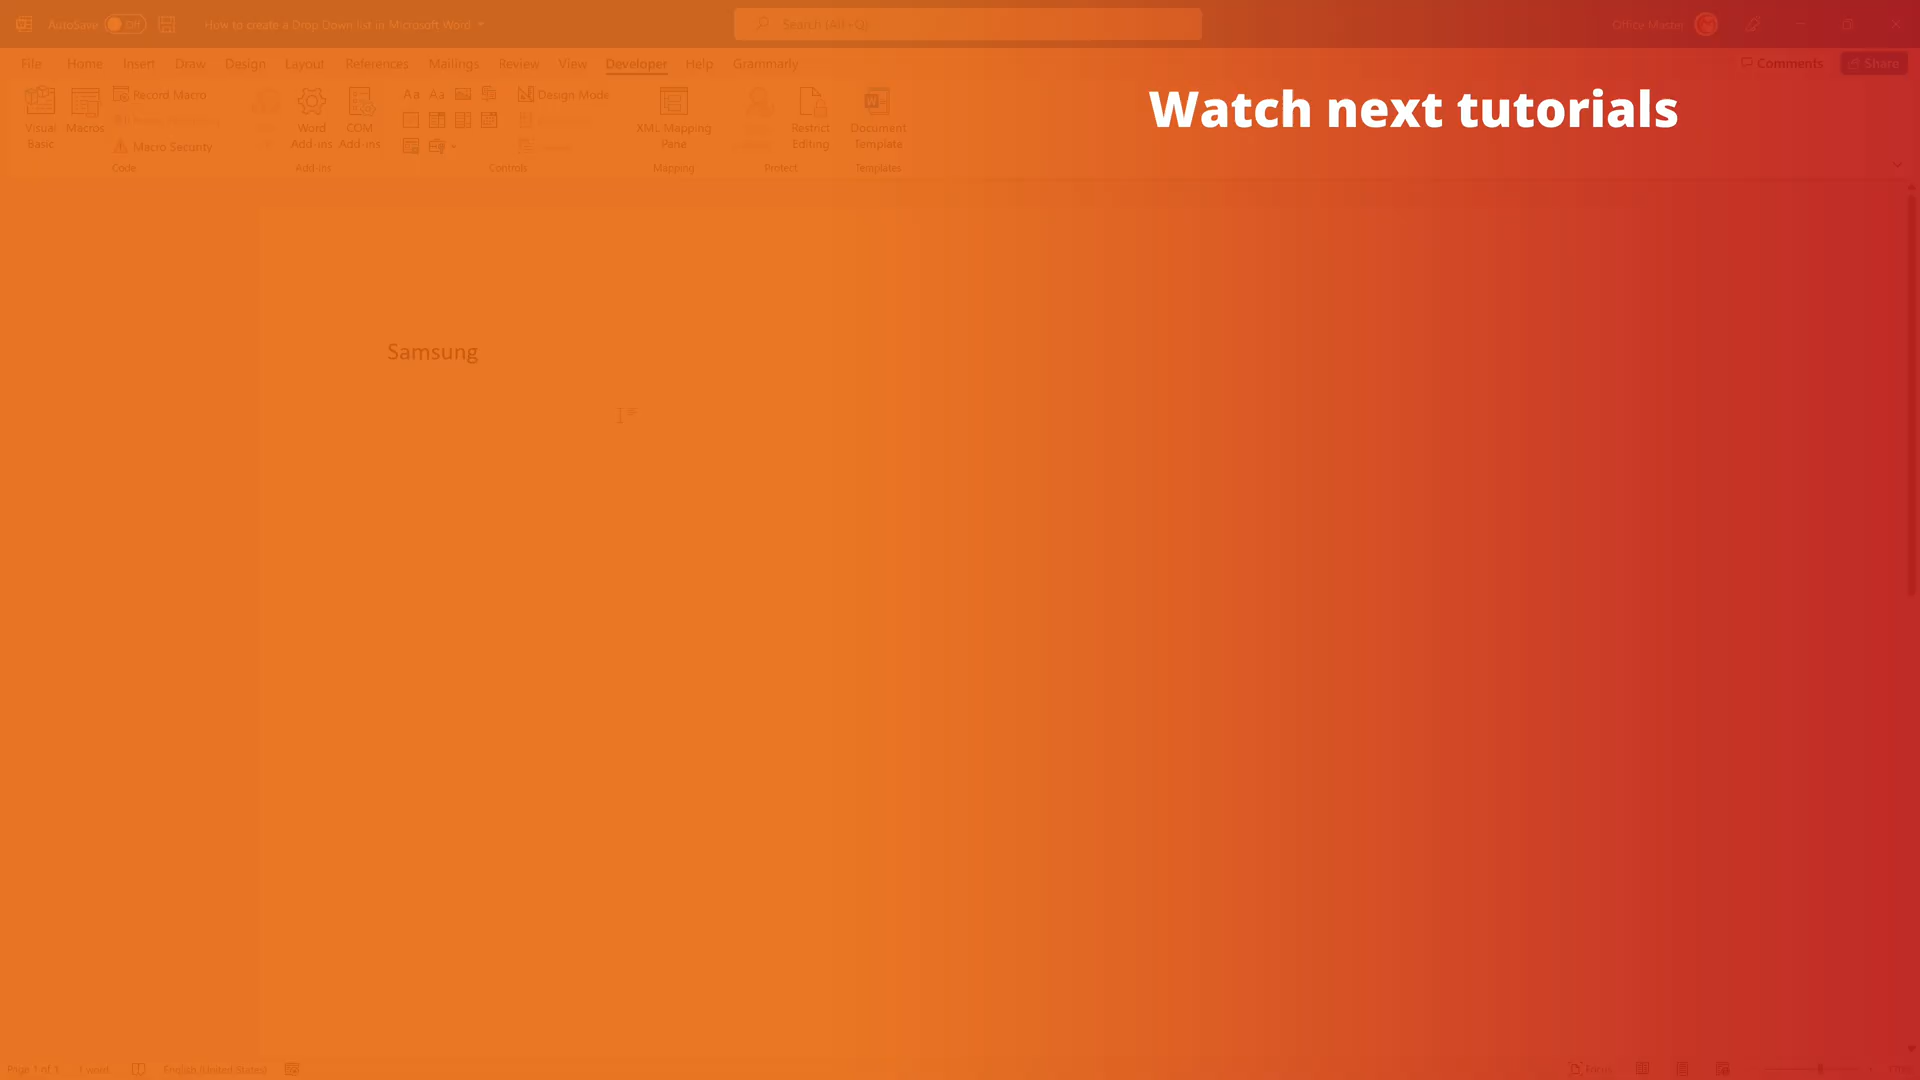 AutoSave Off How to create a Drop Down list in Microsoft Word Search (Alt+Q) Office Master
File Home Insert Draw Design Layout References Mailings Review View Developer Help Grammarly Comments Share
Watch next tutorials
Visual Basic
Macros
Record Macro
Macro Security
Code
Word Add-ins
COM Add-ins
Add-ins
Aa Aa
Design Mode
Controls
XML Mapping Pane
Mapping
Restrict Editing
Protect
Document Template
Templates
Samsung
Page 1 of 1 1 word English (United States) Focus